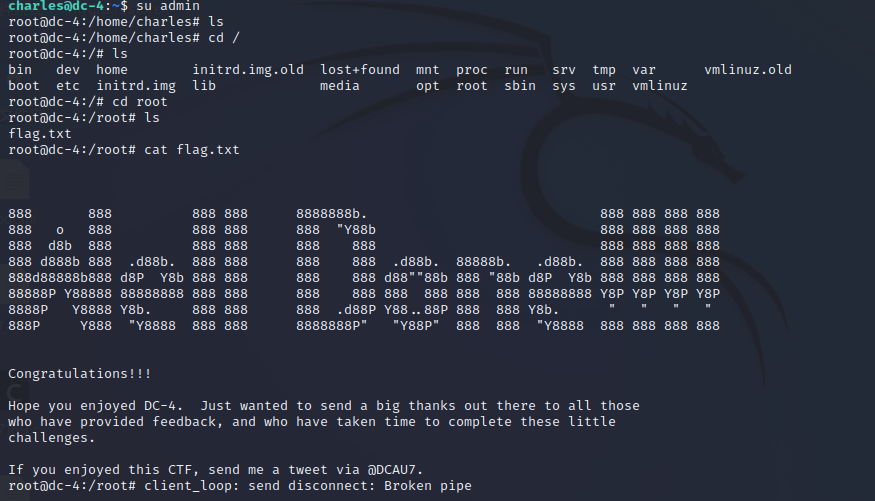 charles@dc-4:~$ su admin
root@dc-4:/home/charles# ls
root@dc-4:/home/charles# cd /
root@dc-4:/# ls
bin   dev  home        initrd.img.old  lost+found  mnt  proc  run   srv  tmp  var      vmlinuz.old
boot  etc  initrd.img  lib             media       opt  root  sbin  sys  usr  vmlinuz
root@dc-4:/# cd root
root@dc-4:/root# ls
flag.txt
root@dc-4:/root# cat flag.txt
888       888          888 888      8888888b.                             888 888 888 888
888   o   888          888 888      888  "Y88b                            888 888 888 888
888  d8b  888          888 888      888    888                            888 888 888 888
888 d888b 888  .d88b.  888 888      888    888  .d88b.  88888b.   .d88b.  888 888 888 888
888d88888b888 d8P  Y8b 888 888      888    888 d88""88b 888 "88b d8P  Y8b 888 888 888 888
88888P Y88888 88888888 888 888      888    888 888  888 888  888 88888888 Y8P Y8P Y8P Y8P
8888P   Y8888 Y8b.     888 888      888  .d88P Y88..88P 888  888 Y8b.      "   "   "   "
888P     Y888  "Y8888  888 888      8888888P"   "Y88P"  888  888  "Y8888  888 888 888 888
Congratulations!!!
Hope you enjoyed DC-4.  Just wanted to send a big thanks out there to all those
who have provided feedback, and who have taken time to complete these little
challenges.
If you enjoyed this CTF, send me a tweet via @DCAU7.
root@dc-4:/root# client_loop: send disconnect: Broken pipe